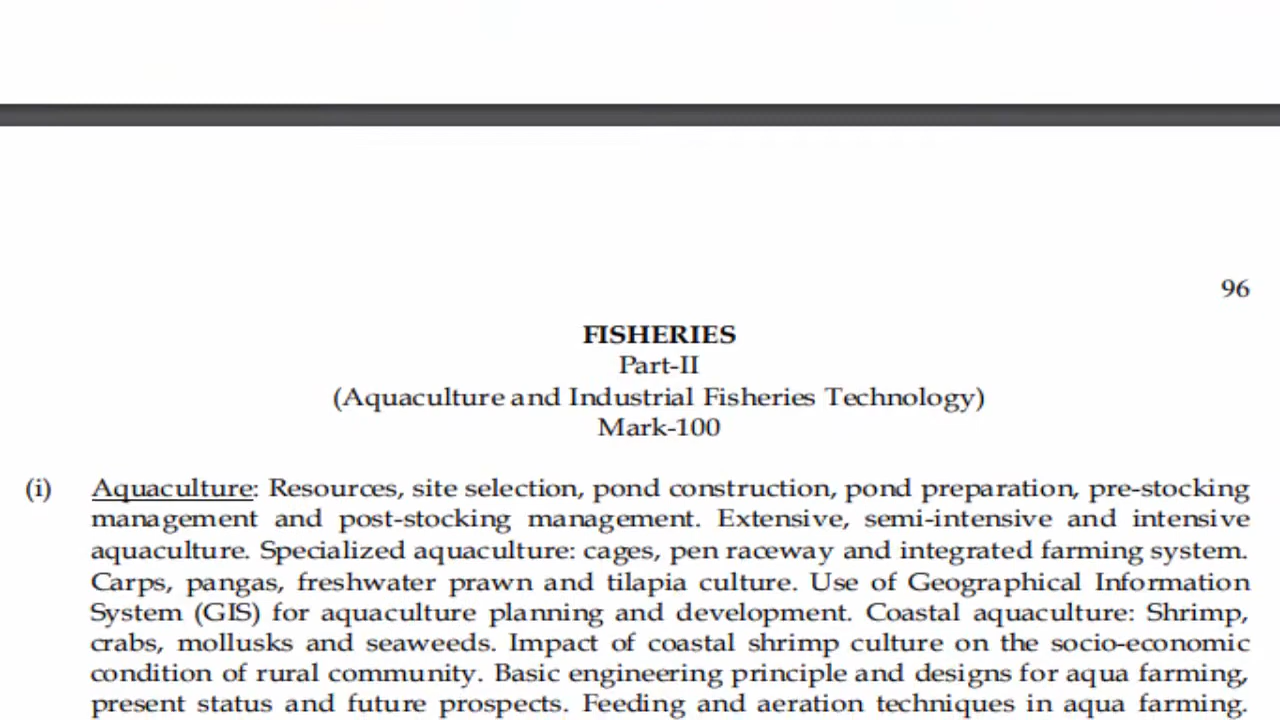 96
FISHERIES
Part-II
(Aquaculture and Industrial Fisheries Technology)
Mark-100
(i) Aquaculture: Resources, site selection, pond construction, pond preparation, pre-stocking
management and post-stocking management. Extensive, semi-intensive and intensive
aquaculture. Specialized aquaculture: cages, pen raceway and integrated farming system.
Carps, pangas, freshwater prawn and tilapia culture. Use of Geographical Information
System (GIS) for aquaculture planning and development. Coastal aquaculture: Shrimp,
crabs, mollusks and seaweeds. Impact of coastal shrimp culture on the socio-economic
condition of rural community. Basic engineering principle and designs for aqua farming,
present status and future prospects. Feeding and aeration techniques in aqua farming.